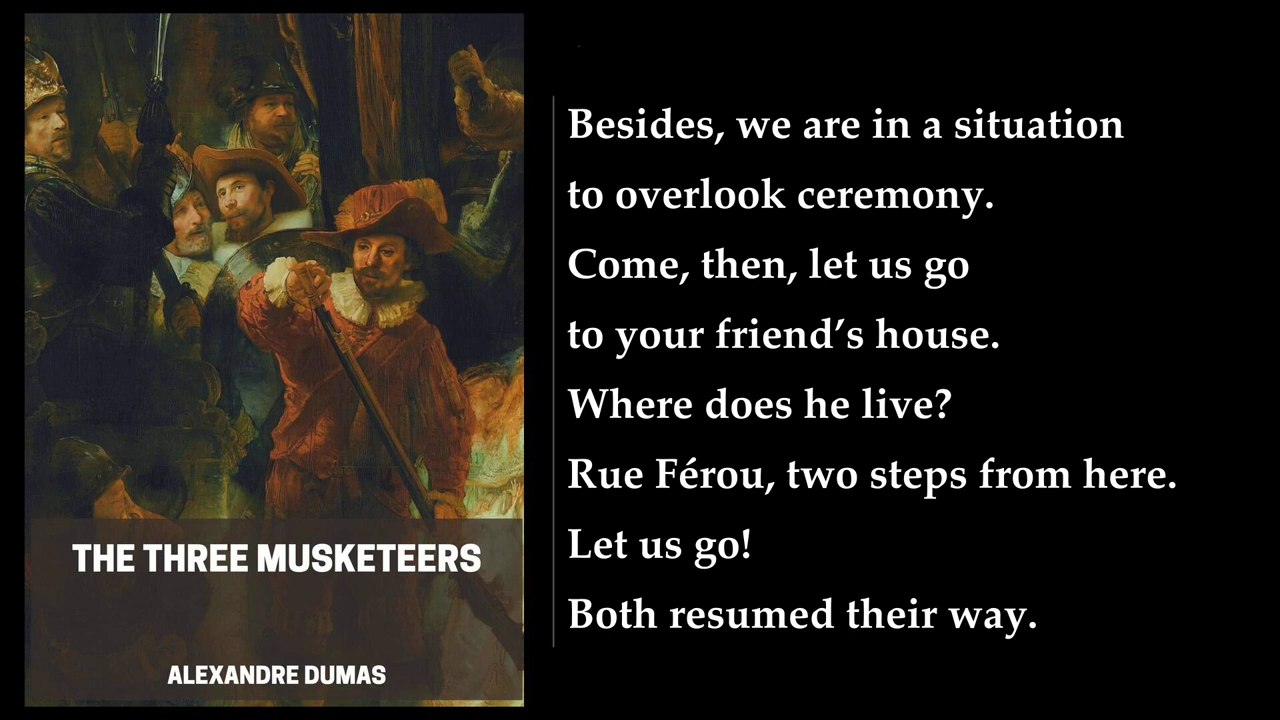 THE THREE MUSKETEERS
ALEXANDRE DUMAS
Besides, we are in a situation
to overlook ceremony.
Come, then, let us go
to your friend’s house.
Where does he live?
Rue Férou, two steps from here.
Let us go!
Both resumed their way.